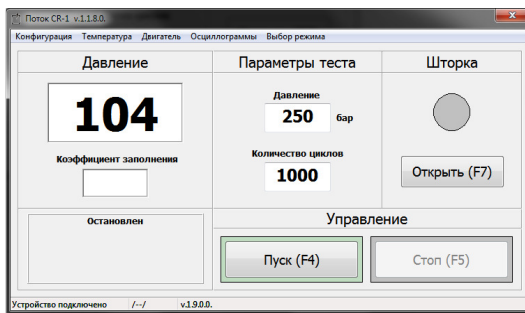 Поток CR-1 v.1.1.8.0.
Конфигурация Температура Двигатель Осциллограммы Выбор режима
Давление
Параметры теста
Шторка
104
Давление
250 бар
Коэффициент заполнения
Количество циклов
1000
Открыть (F7)
Остановлен
Управление
Пуск (F4)
Стоп (F5)
Устройство подключено /--/ v.1.9.0.0.